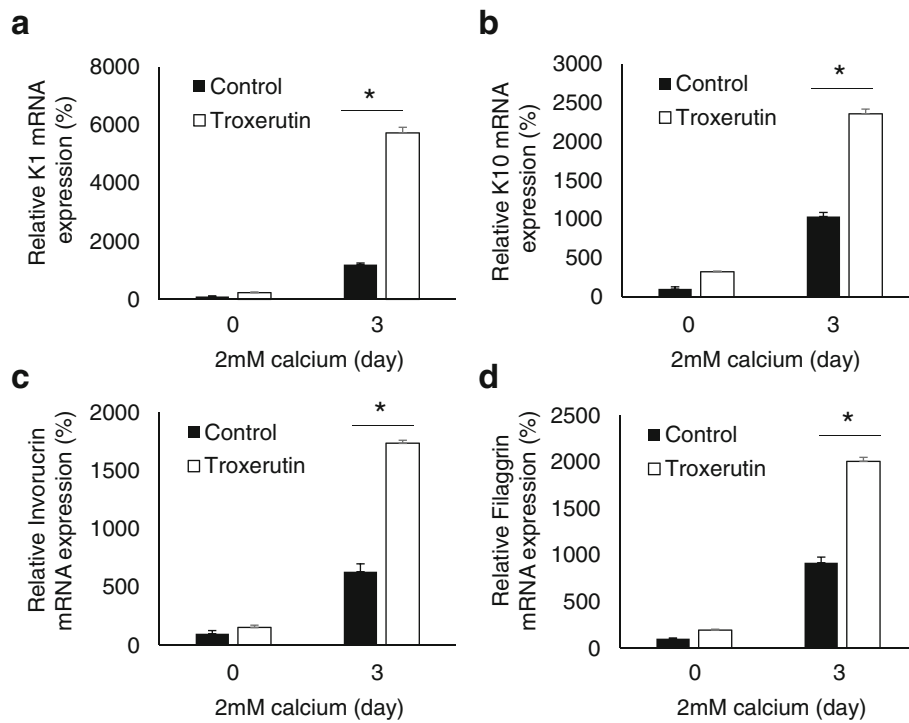 a
Relative K1 mRNA
expression (%)
8000
6000
4000
2000
0
Control
Troxerutin
*
0
3
2mM calcium (day)
b
Relative K10 mRNA
expression (%)
3000
2500
2000
1500
1000
500
0
Control
Troxerutin
*
0
3
2mM calcium (day)
c
Relative Invorucrin
mRNA expression (%)
2000
1500
1000
500
0
Control
Troxerutin
*
0
3
2mM calcium (day)
d
Relative Filaggrin
mRNA expression (%)
2500
2000
1500
1000
500
0
Control
Troxerutin
*
0
3
2mM calcium (day)